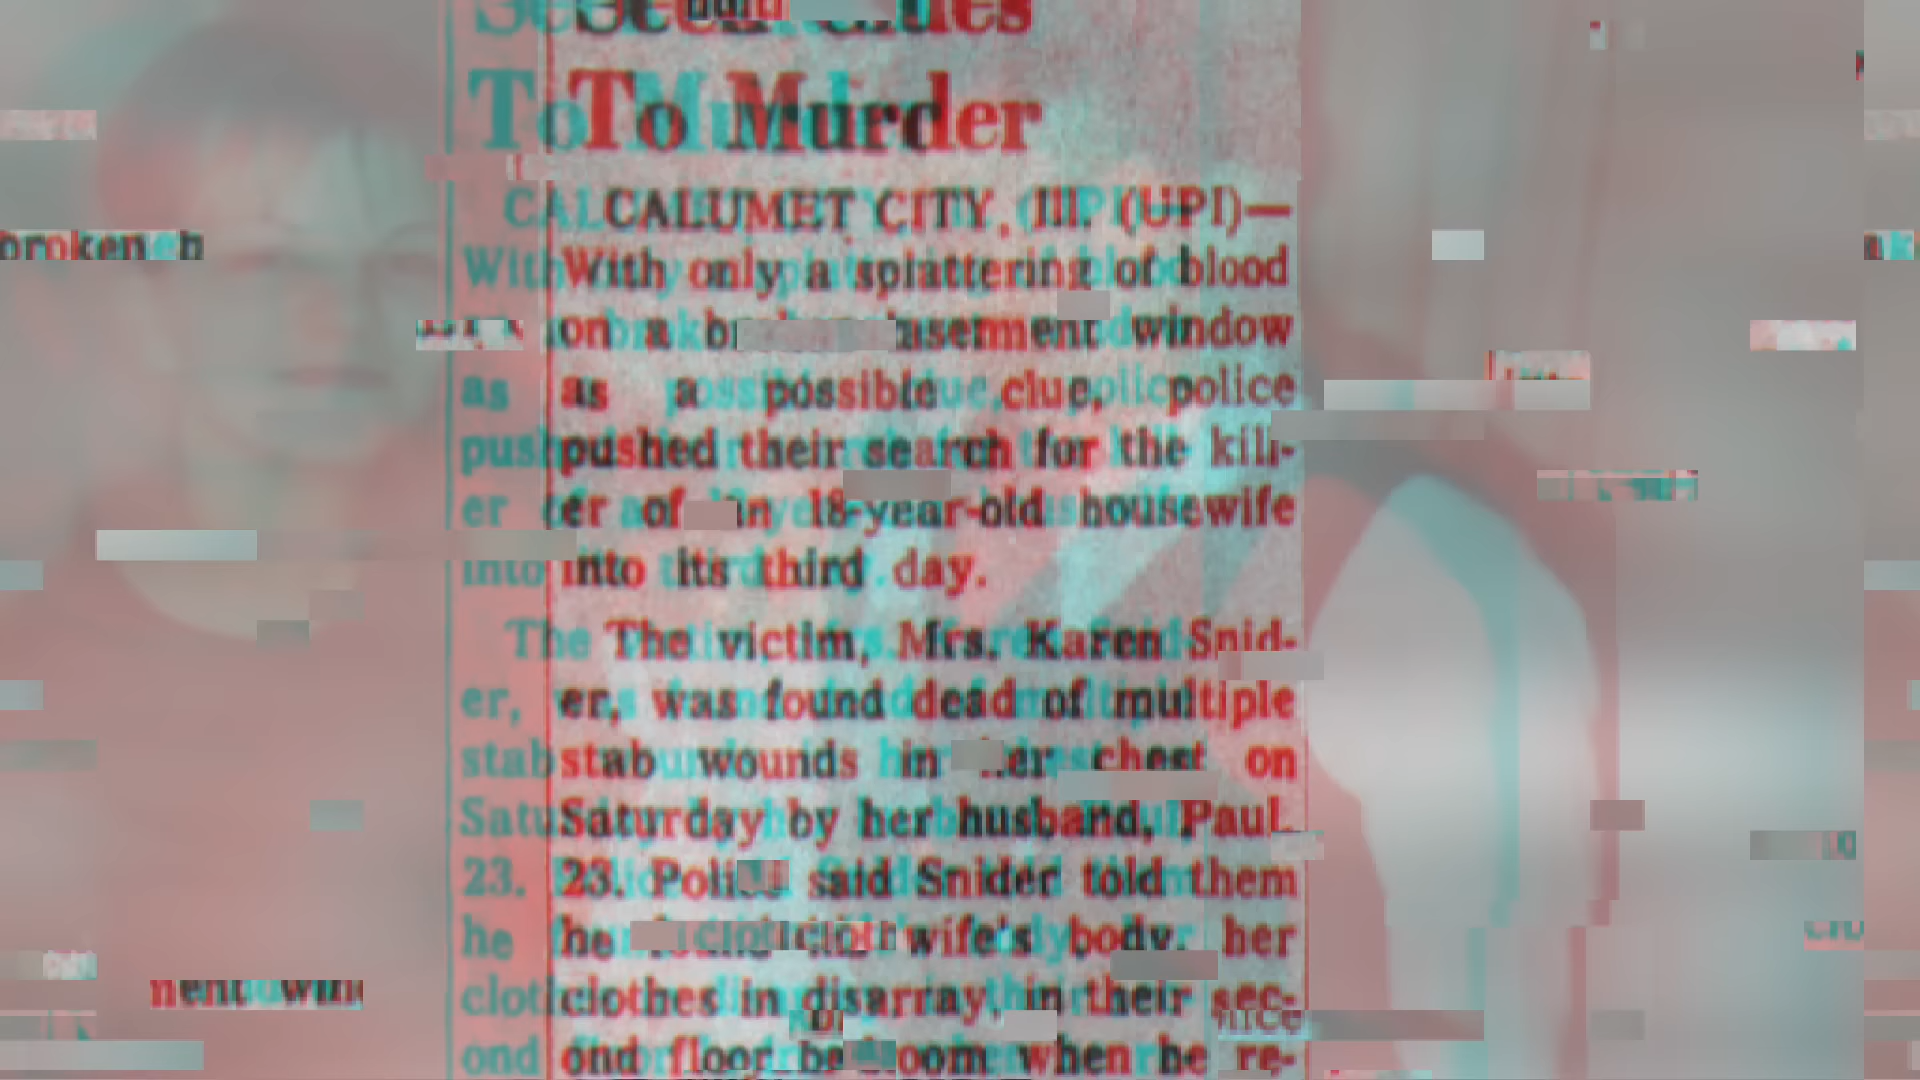 To Murder
CALUMET CITY, Ill. (UPI)—
With only a splattering of blood
on a basement window
as a possible clue, police
pushed their search for the kill-
er of an 18-year-old housewife
into its third day.
The victim, Mrs. Karen Snid-
er, was found dead of multiple
stab wounds in her chest on
Saturday by her husband, Paul,
23. Police said Snider told them
he wife's body, her
clothes in disarray, in their sec-
ond floor bedroom when he re-